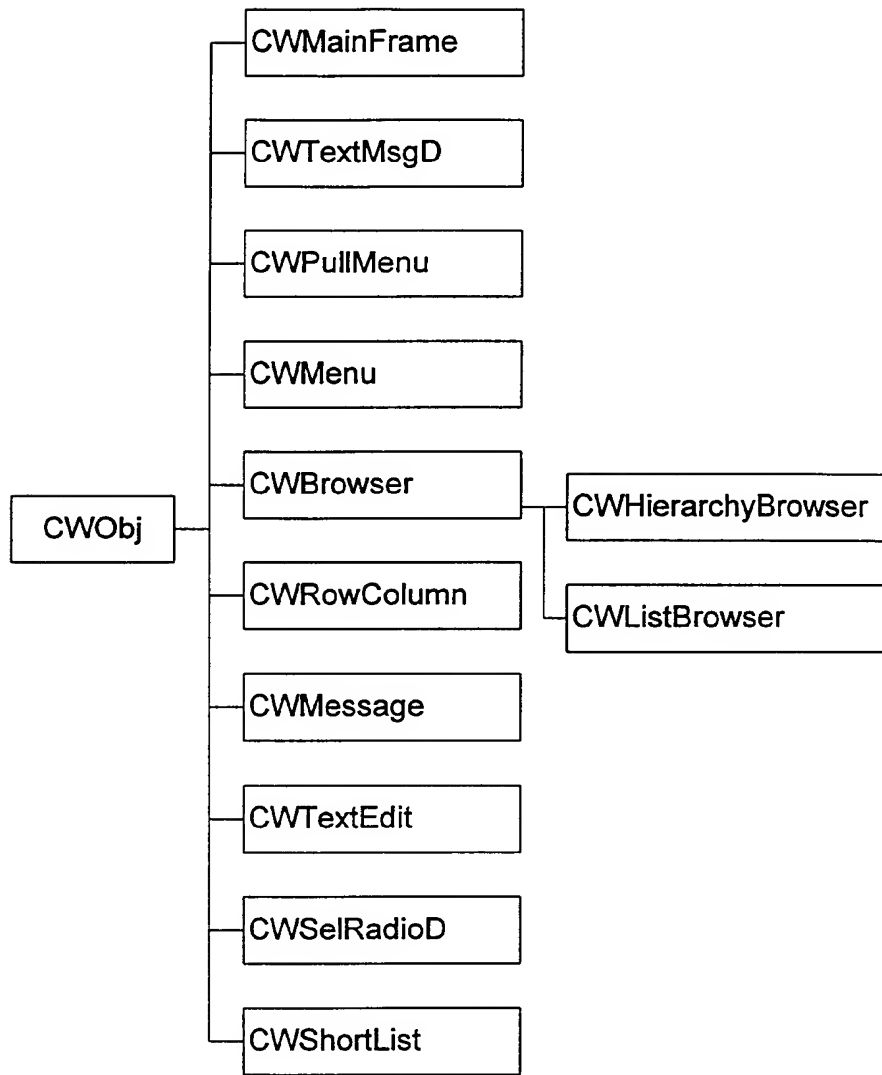 CWMainFrame
CWTextMsgD
CWPullMenu
CWMenu
CWBrowser
CWHierarchyBrowser
CWObj
CWRowColumn
CWListBrowser
CWMessage
CWTextEdit
CWSelRadioD
CWShortList